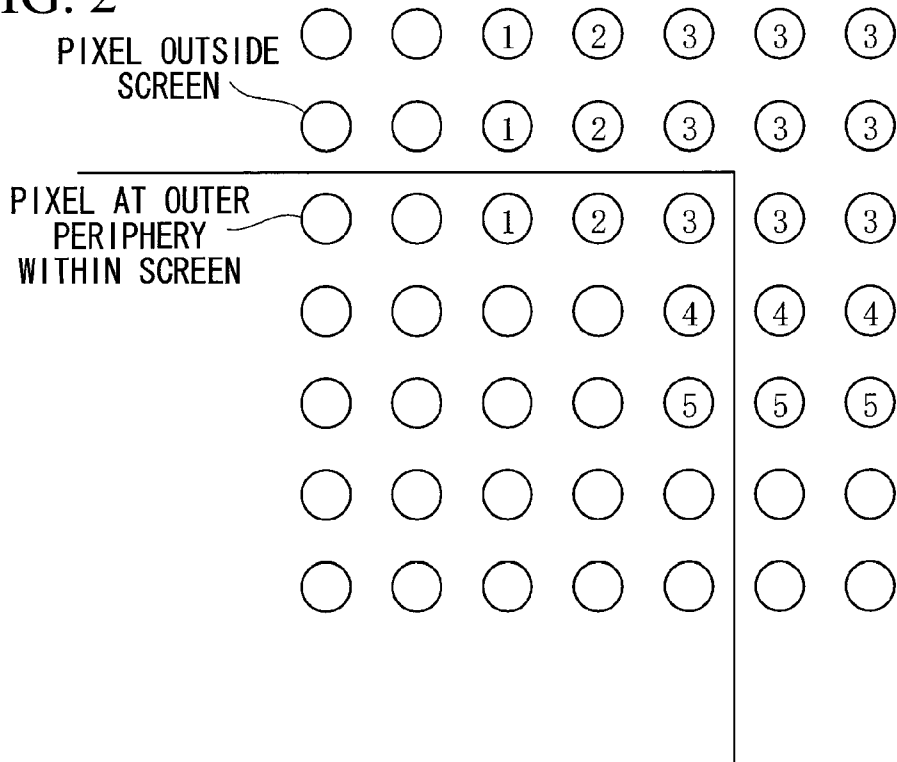 IG. 2
PIXEL OUTSIDE
SCREEN
1 2 3 3 3
1 2 3 3 3
PIXEL AT OUTER
PERIPHERY
WITHIN SCREEN
1 2 3 3 3
4 4 4
5 5 5